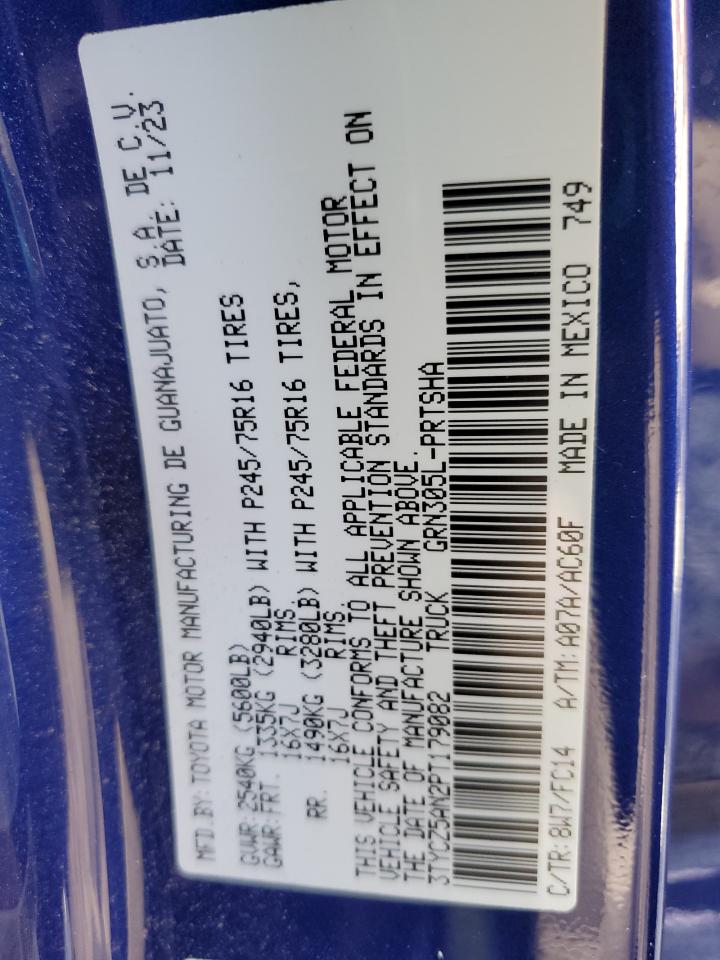 MFD.BY: TOYOTA MOTOR MANUFACTURING DE GUANAJUATO, S.A. DE C.V.
DATE: 11/23
GVWR: 2540KG (5600LB)
GAWR: FRT. 1335KG (2940LB) WITH P245/75R16 TIRES
16X7J RIMS.
RR. 1490KG (3280LB) WITH P245/75R16 TIRES,
16X7J RIMS.
THIS VEHICLE CONFORMS TO ALL APPLICABLE FEDERAL MOTOR
VEHICLE SAFETY AND THEFT PREVENTION STANDARDS IN EFFECT ON
THE DATE OF MANUFACTURE SHOWN ABOVE.
3TYCZ5AN2PT179082 TRUCK GRN305L-PRTSHA
C/TR: 8W7/FC14 A/TM: A07A/AC60F MADE IN MEXICO 749